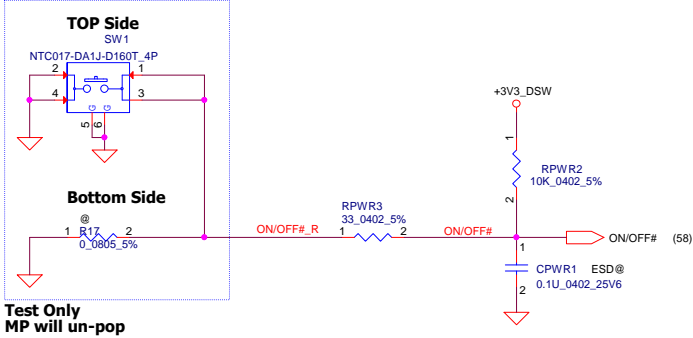 TOP Side
SW1
NTC017-DA1J-D160T_4P
2
1
4
3
G
G
5
6
+3V3_DSW
1
RPWR2
10K_0402_5%
2
Bottom Side
@
1
R17
2
0_0805_5%
ON/OFF#_R
RPWR3
33_0402_5%
1
2
ON/OFF#
ON/OFF#
(58)
1
CPWR1
ESD@
0.1U_0402_25V6
2
Test Only
MP will un-pop